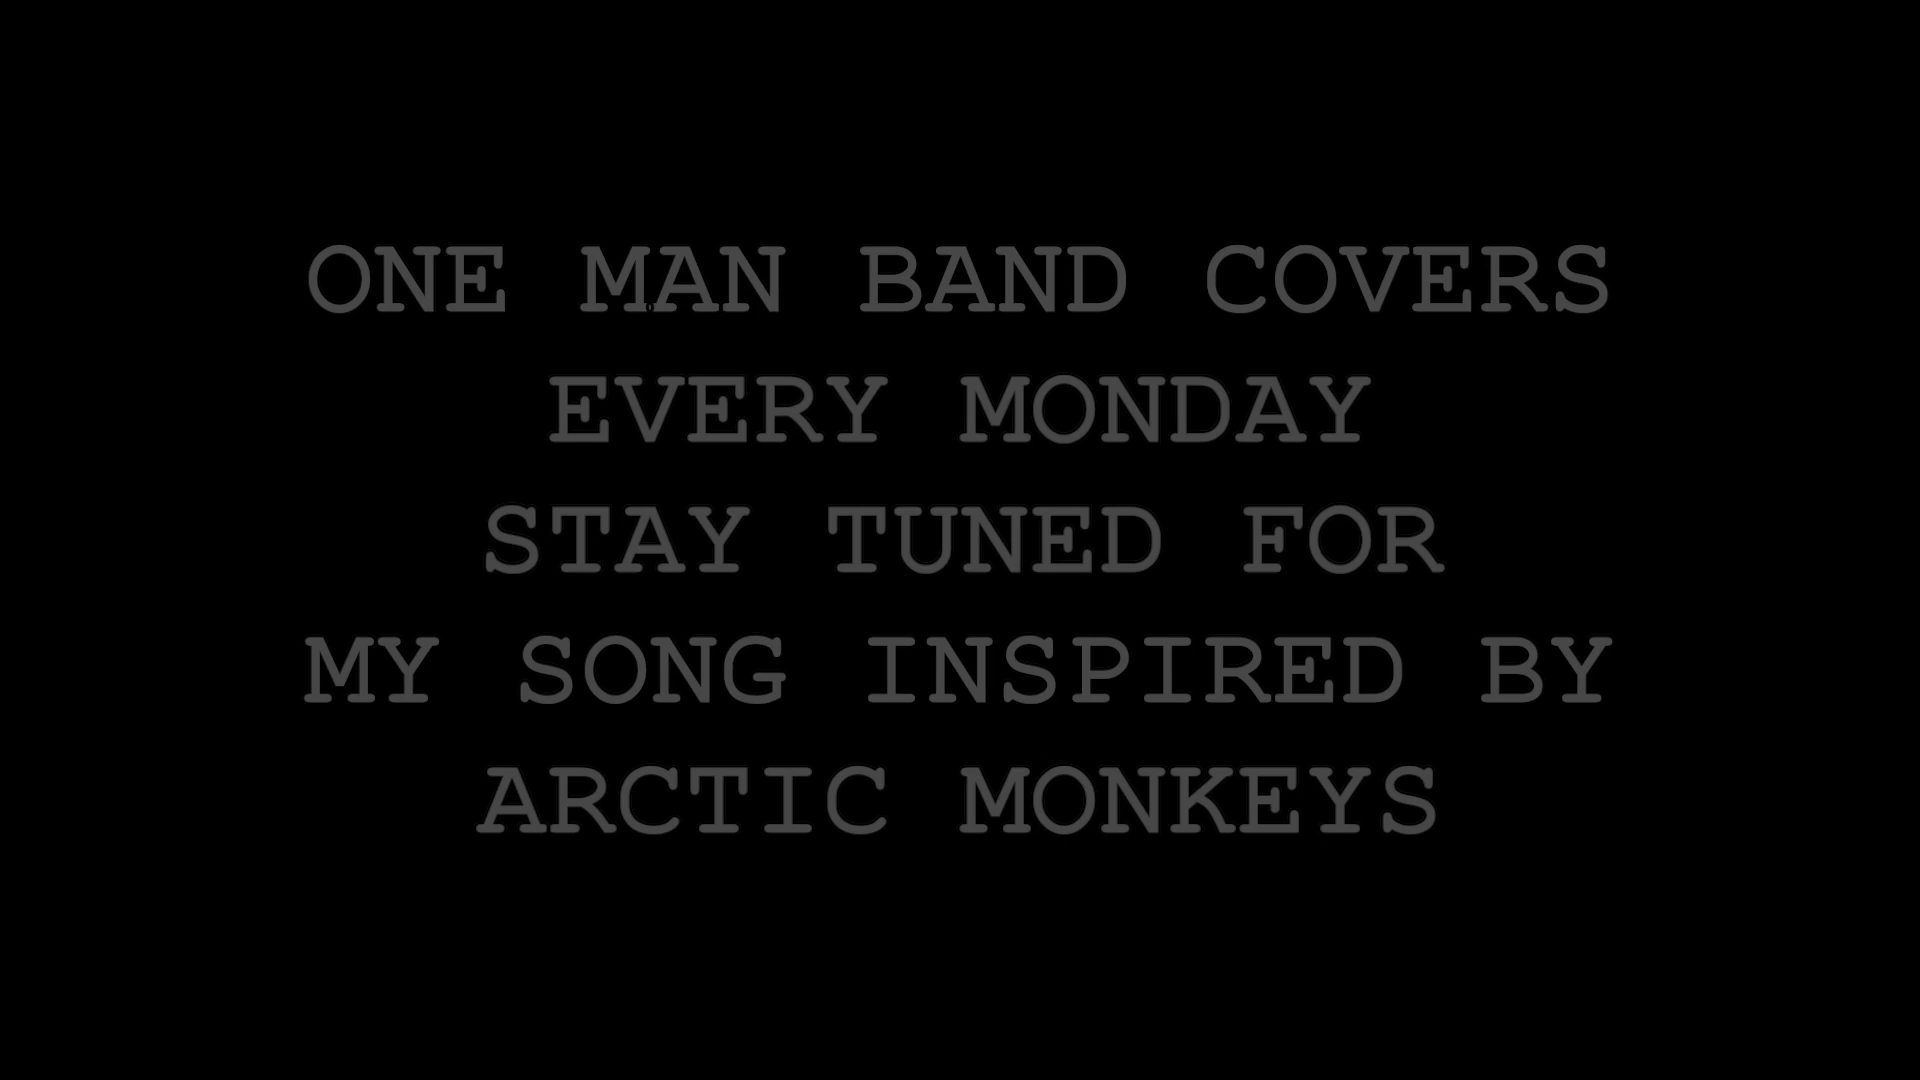 ONE MAN BAND COVERS
EVERY MONDAY
STAY TUNED FOR
MY SONG INSPIRED BY
ARCTIC MONKEYS